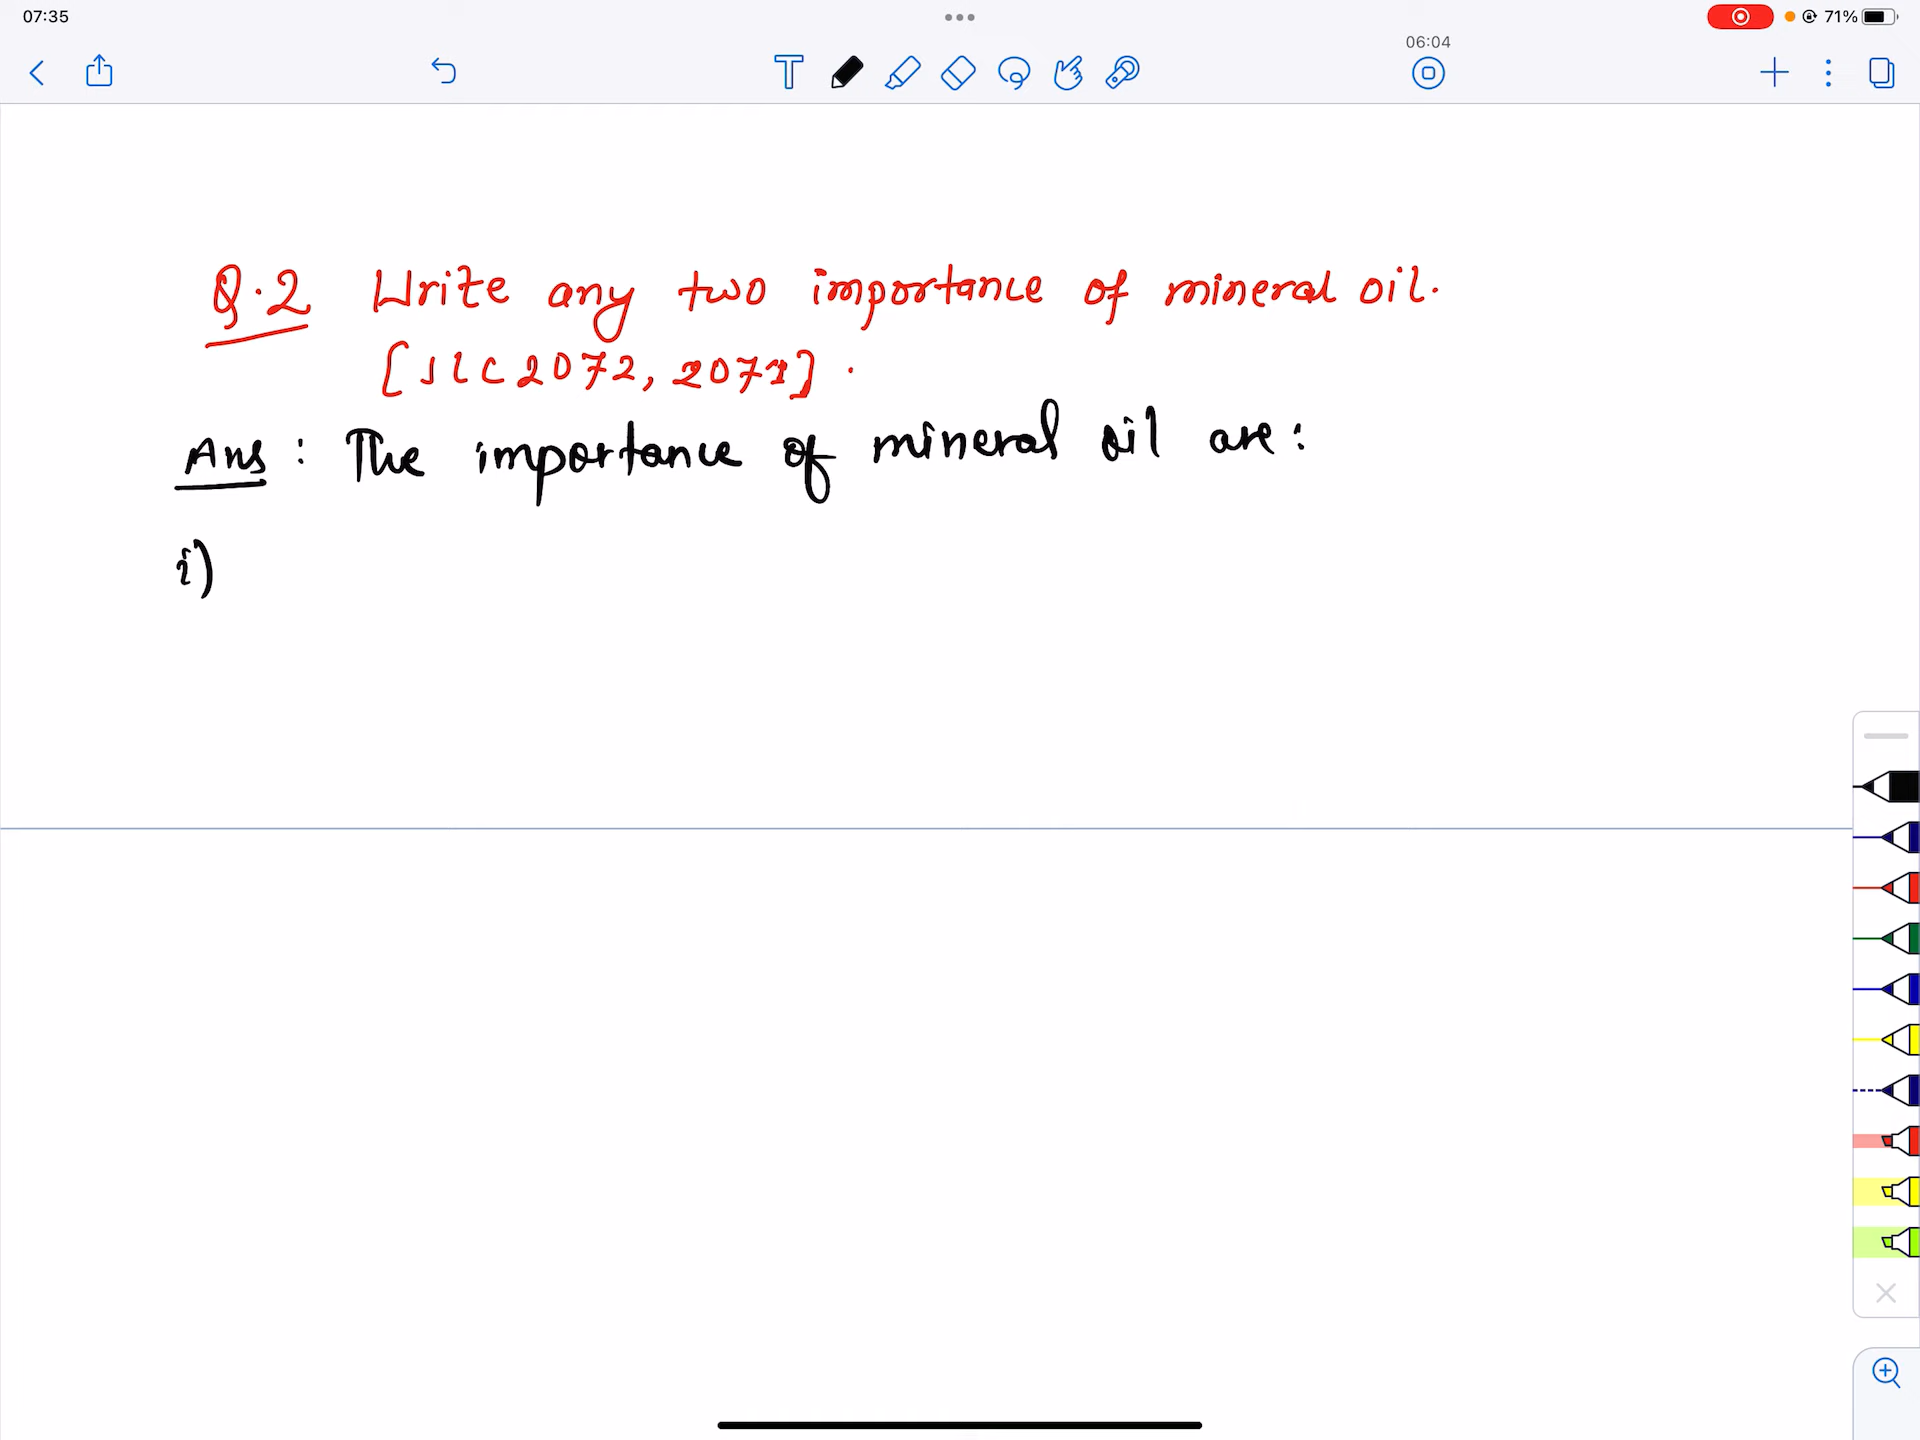 07:35
71%
06:04
Q.2 Write any two importance of mineral oil.
[SLC 2072, 2071].
Ans : The importance of mineral oil are:
i)